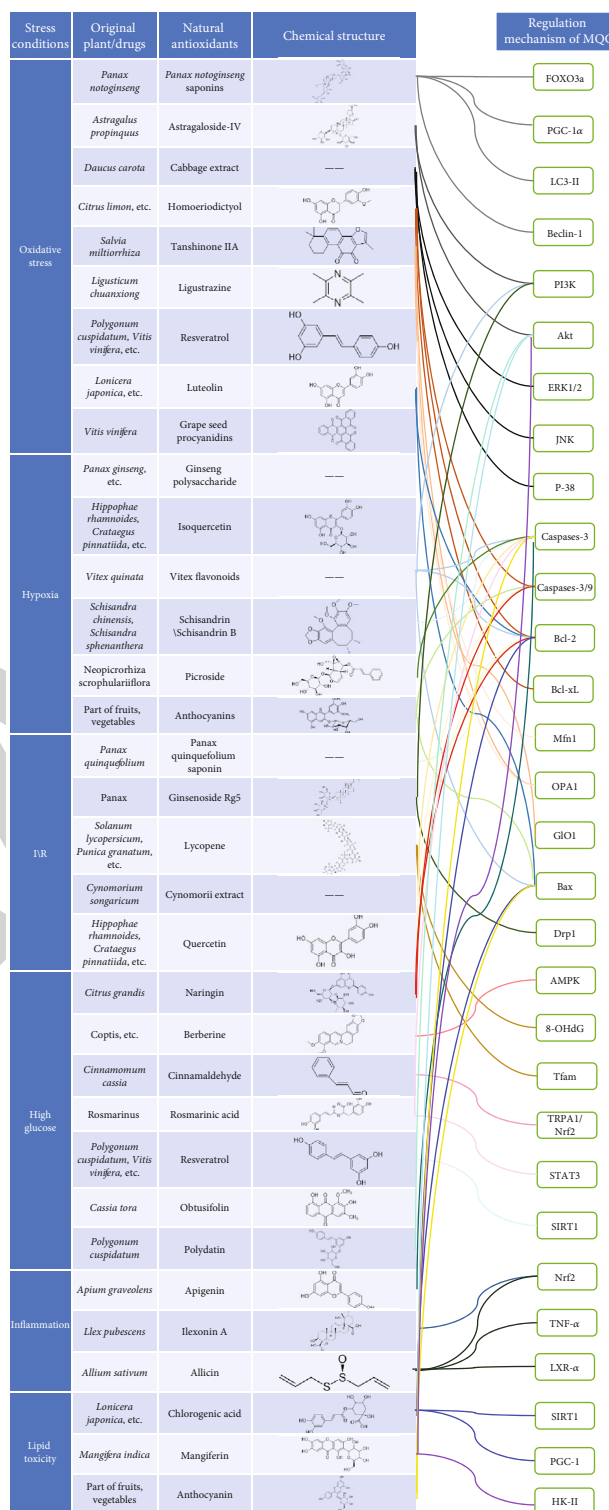 Stress
conditions
Original
plant/drugs
Natural
antioxidants
Chemical structure
Regulation
mechanism of MQC
Oxidative
stress
Panax
notoginseng
Panax notoginseng
saponins
Astragalus
propinquus
Astragaloside-IV
Daucus carota
Cabbage extract
——
Citrus limon, etc.
Homoeriodictyol
Salvia
miltiorrhiza
Tanshinone IIA
Ligusticum
chuanxiong
Ligustrazine
Polygonum
cuspidatum, Vitis
vinifera, etc.
Resveratrol
Lonicera
japonica, etc.
Luteolin
Vitis vinifera
Grape seed
procyanidins
Hypoxia
Panax ginseng,
etc.
Ginseng
polysaccharide
——
Hippophae
rhamnoides,
Crataegus
pinnatiida, etc.
Isoquercetin
Vitex quinata
Vitex flavonoids
——
Schisandra
chinensis,
Schisandra
sphenanthera
Schisandrin
\Schisandrin B
Neopicrorhiza
scrophulariiflora
Picroside
Part of fruits,
vegetables
Anthocyanins
I\R
Panax
quinquefolium
Panax
quinquefolium
saponin
——
Panax
Ginsenoside Rg5
Solanum
lycopersicum,
Punica granatum,
etc.
Lycopene
Cynomorium
songaricum
Cynomorii extract
——
Hippophae
rhamnoides,
Crataegus
pinnatiida, etc.
Quercetin
High
glucose
Citrus grandis
Naringin
Coptis, etc.
Berberine
Cinnamomum
cassia
Cinnamaldehyde
Rosmarinus
Rosmarinic acid
Polygonum
cuspidatum, Vitis
vinifera, etc.
Resveratrol
Cassia tora
Obtusifolin
Polygonum
cuspidatum
Polydatin
Inflammation
Apium graveolens
Apigenin
Llex pubescens
Ilexonin A
Allium sativum
Allicin
Lipid
toxicity
Lonicera
japonica, etc.
Chlorogenic acid
Mangifera indica
Mangiferin
Part of fruits,
vegetables
Anthocyanin
FOXO3a
PGC-1α
LC3-II
Beclin-1
PI3K
Akt
ERK1/2
JNK
P-38
Caspases-3
Caspases-3/9
Bcl-2
Bcl-xL
Mfn1
OPA1
GlO1
Bax
Drp1
AMPK
8-OHdG
Tfam
TRPA1/
Nrf2
STAT3
SIRT1
Nrf2
TNF-α
LXR-α
SIRT1
PGC-1
HK-II